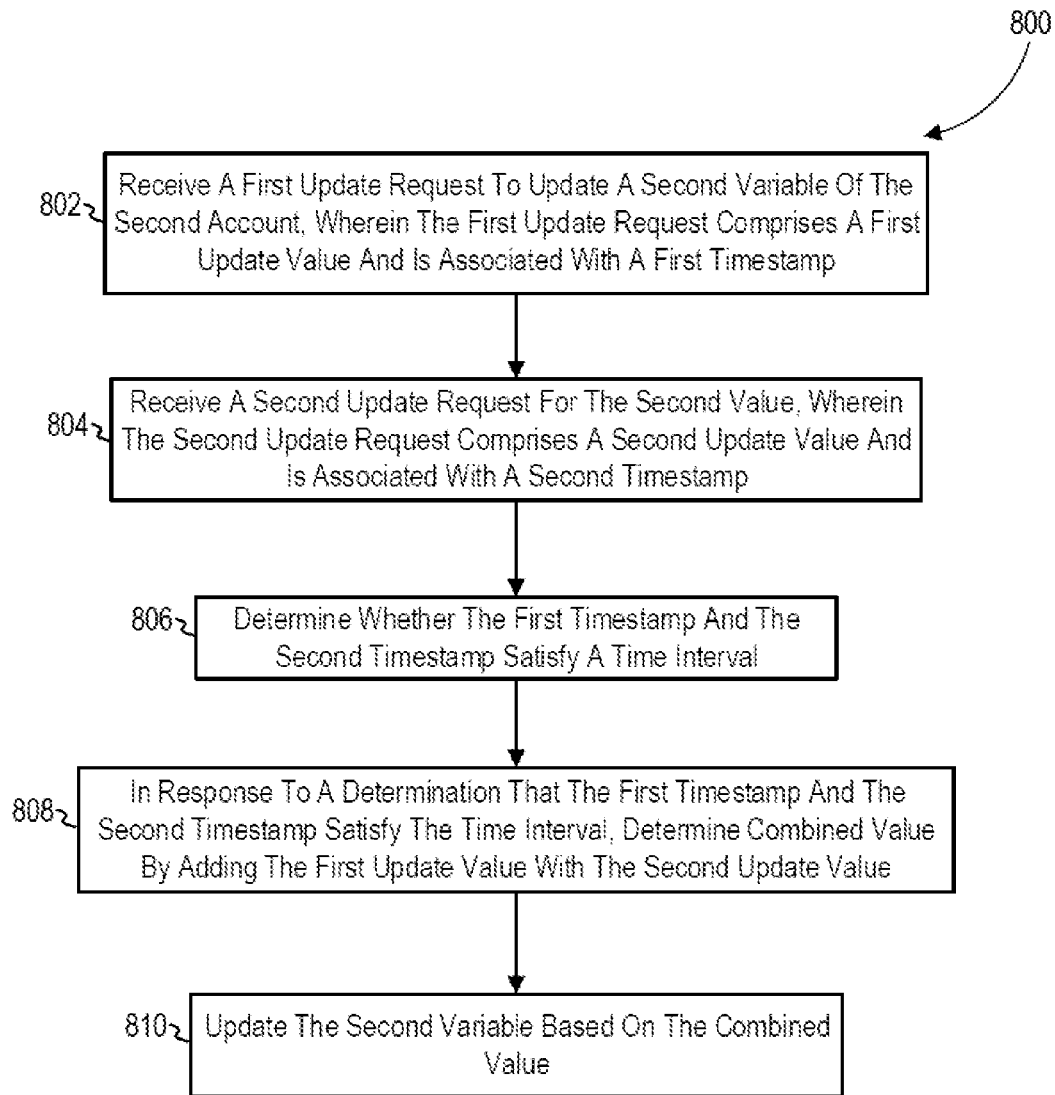 800
802
Receive A First Update Request To Update A Second Variable Of The
Second Account, Wherein The First Update Request Comprises A First
Update Value And Is Associated With A First Timestamp
804
Receive A Second Update Request For The Second Value, Wherein
The Second Update Request Comprises A Second Update Value And
Is Associated With A Second Timestamp
806
Determine Whether The First Timestamp And The
Second Timestamp Satisfy A Time Interval
808
In Response To A Determination That The First Timestamp And The
Second Timestamp Satisfy The Time Interval, Determine Combined Value
By Adding The First Update Value With The Second Update Value
810
Update The Second Variable Based On The Combined
Value